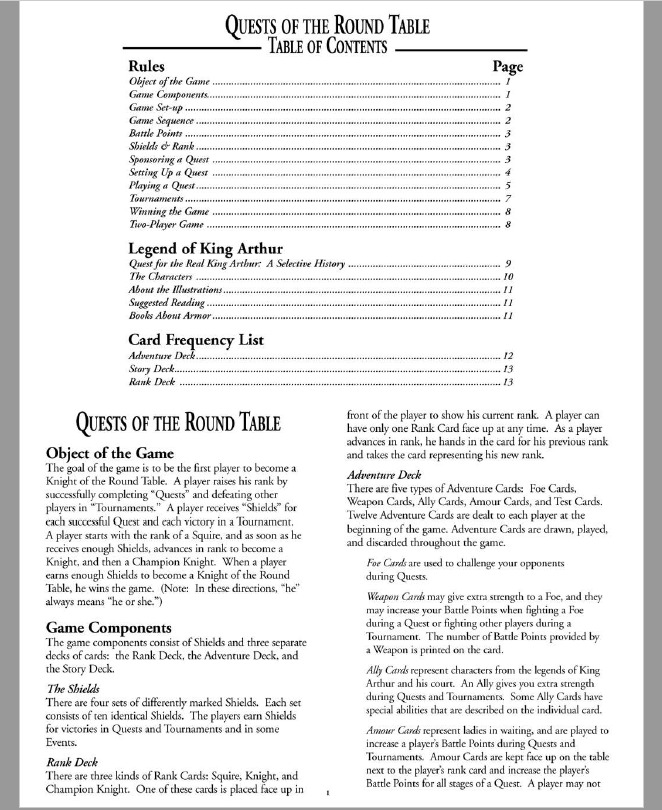 QUESTS OF THE ROUND TABLE
TABLE OF CONTENTS
Rules Page
Object of the Game ........ 1
Game Components........ 1
Game Set-up ........ 2
Game Sequence ........ 2
Battle Points ........ 3
Shields & Rank ........ 3
Sponsoring a Quest ........ 3
Setting Up a Quest ........ 4
Playing a Quest ........ 5
Tournaments ........ 7
Winning the Game ........ 8
Two-Player Game ........ 8
Legend of King Arthur
Quest for the Real King Arthur: A Selective History ........ 9
The Characters ........ 10
About the Illustrations ........ 11
Suggested Reading ........ 11
Books About Armor ........ 11
Card Frequency List
Adventure Deck ........ 12
Story Deck ........ 13
Rank Deck ........ 13
QUESTS OF THE ROUND TABLE
Object of the Game
The goal of the game is to be the first player to become a
Knight of the Round Table. A player raises his rank by
successfully completing “Quests” and defeating other
players in “Tournaments.” A player receives “Shields” for
each successful Quest and each victory in a Tournament.
A player starts with the rank of a Squire, and as soon as he
receives enough Shields, advances in rank to become a
Knight, and then a Champion Knight. When a player
earns enough Shields to become a Knight of the Round
Table, he wins the game. (Note: In these directions, “he”
always means “he or she.”)
Game Components
The game components consist of Shields and three separate
decks of cards: the Rank Deck, the Adventure Deck, and
the Story Deck.
The Shields
There are four sets of differently marked Shields. Each set
consists of ten identical Shields. The players earn Shields
for victories in Quests and Tournaments and in some
Events.
Rank Deck
There are three kinds of Rank Cards: Squire, Knight, and
Champion Knight. One of these cards is placed face up in
front of the player to show his current rank. A player can
have only one Rank Card face up at any time. As a player
advances in rank, he hands in the card for his previous rank
and takes the card representing his new rank.
Adventure Deck
There are five types of Adventure Cards: Foe Cards,
Weapon Cards, Ally Cards, Amour Cards, and Test Cards.
Twelve Adventure Cards are dealt to each player at the
beginning of the game. Adventure Cards are drawn, played,
and discarded throughout the game.
Foe Cards are used to challenge your opponents
during Quests.
Weapon Cards may give extra strength to a Foe, and they
may increase your Battle Points when fighting a Foe
during a Quest or fighting other players during a
Tournament. The number of Battle Points provided by
a Weapon is printed on the card.
Ally Cards represent characters from the legends of King
Arthur and his court. An Ally gives you extra strength
during Quests and Tournaments. Some Ally Cards have
special abilities that are described on the individual card.
Amour Cards represent ladies in waiting, and are played to
increase a player’s Battle Points during Quests and
Tournaments. Amour Cards are kept face up on the table
next to the player’s rank card and increase the player’s
Battle Points for all stages of a Quest. A player may not
1